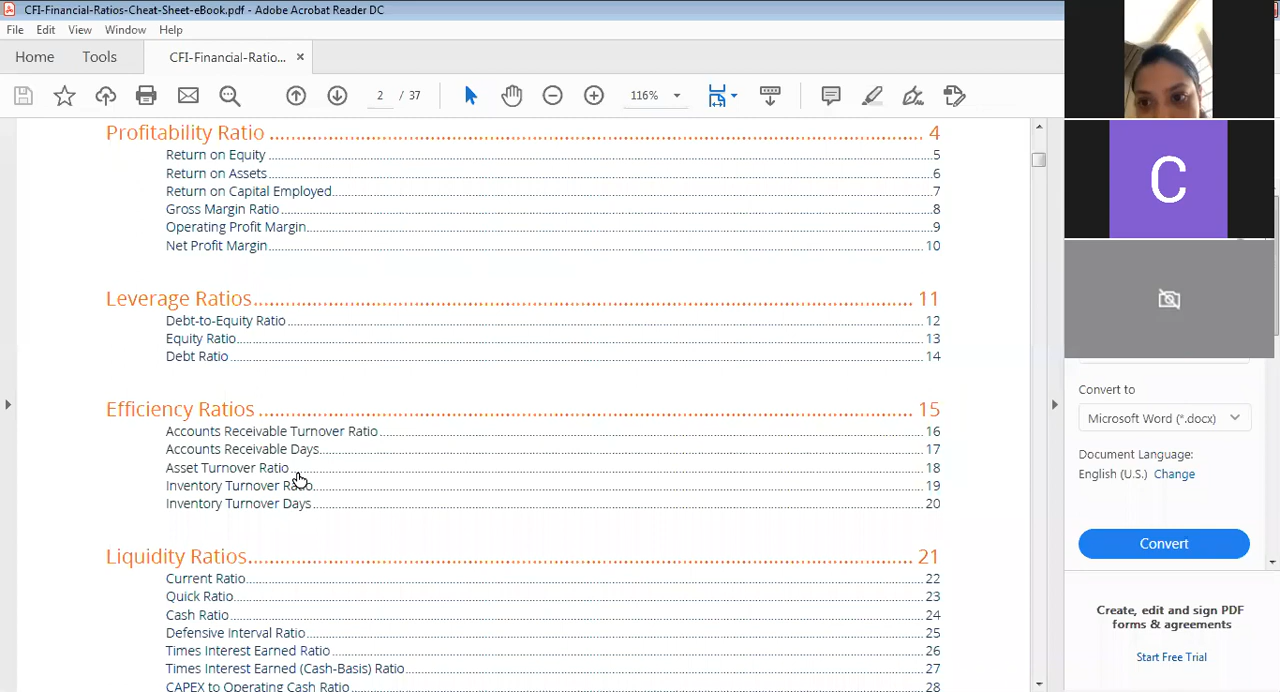 CFI-Financial-Ratios-Cheat-Sheet-eBook.pdf - Adobe Acrobat Reader DC
File Edit View Window Help
Home Tools CFI-Financial-Ratio... ×
2 / 37 116%
Profitability Ratio 4
Return on Equity 5
Return on Assets 6
Return on Capital Employed 7
Gross Margin Ratio 8
Operating Profit Margin 9
Net Profit Margin 10
Leverage Ratios 11
Debt-to-Equity Ratio 12
Equity Ratio 13
Debt Ratio 14
Efficiency Ratios 15
Accounts Receivable Turnover Ratio 16
Accounts Receivable Days 17
Asset Turnover Ratio 18
Inventory Turnover Ratio 19
Inventory Turnover Days 20
Liquidity Ratios 21
Current Ratio 22
Quick Ratio 23
Cash Ratio 24
Defensive Interval Ratio 25
Times Interest Earned Ratio 26
Times Interest Earned (Cash-Basis) Ratio 27
CAPEX to Operating Cash Ratio 28
C
Convert to
Microsoft Word (*.docx)
Document Language:
English (U.S.) Change
Convert
Create, edit and sign PDF
forms & agreements
Start Free Trial